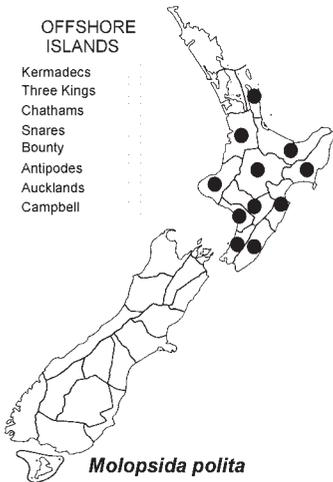 OFFSHORE
ISLANDS
Kermadecs
Three Kings
Chathams
Snares
Bounty
Antipodes
Aucklands
Campbell
Molopsida polita